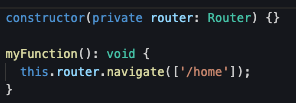 constructor(private router: Router) {}
myFunction(): void {
  this.router.navigate(['/home']);
}